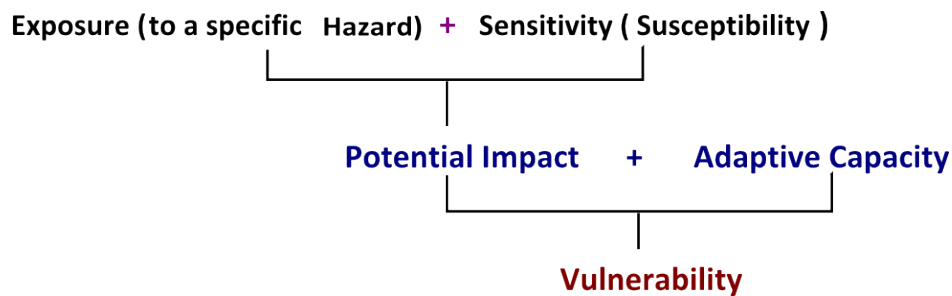 Exposure (to a specific Hazard) + Sensitivity ( Susceptibility )
Potential Impact + Adaptive Capacity
Vulnerability